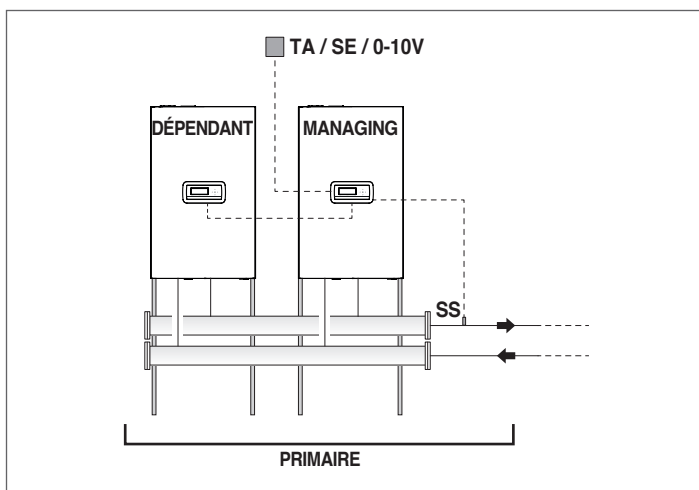 TA / SE / 0-10V
DÉPENDANT
MANAGING
SS
PRIMAIRE